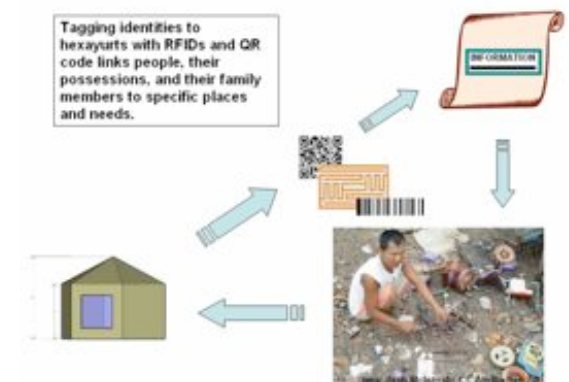 Tagging identities to
hexayurts with RFIDs and QR
code links people, their
possessions, and their family
members to specific places
and needs.
INFORMATION